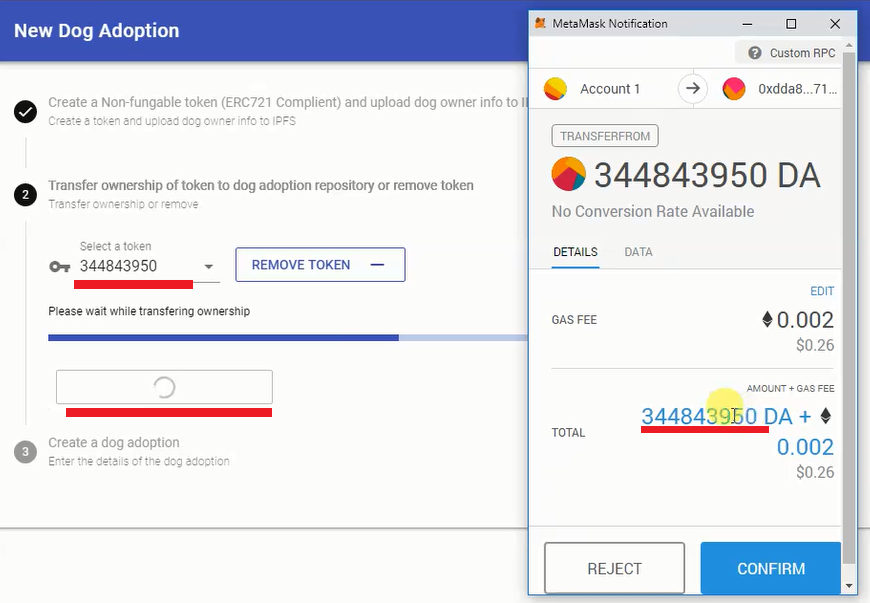 New Dog Adoption
Create a Non-fungable token (ERC721 Complient) and upload dog owner info to I
Create a token and upload dog owner info to IPFS
2
Transfer ownership of token to dog adoption repository or remove token
Transfer ownership or remove
Select a token
344843950
REMOVE TOKEN
Please wait while transfering ownership
3
Create a dog adoption
Enter the details of the dog adoption
MetaMask Notification
? Custom RPC
Account 1
0xdda8...71...
TRANSFERFROM
344843950 DA
No Conversion Rate Available
DETAILS
DATA
EDIT
GAS FEE
0.002
$0.26
AMOUNT + GAS FEE
TOTAL
344843950 DA +
0.002
$0.26
REJECT
CONFIRM